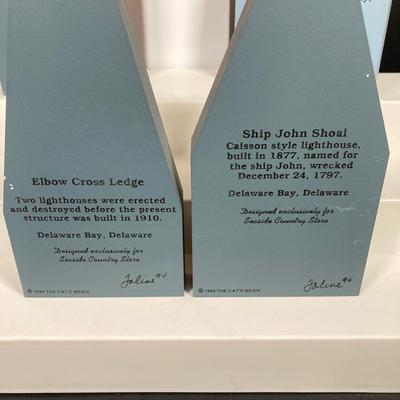 Elbow Cross Ledge
Two lighthouses were erected
and destroyed before the present
structure was built in 1910.
Delaware Bay, Delaware
Designed exclusively for
Seaside Country Store
Faline 94
© 1994 THE CAT'S MEOW
Ship John Shoal
Caisson style lighthouse,
built in 1877, named for
the ship John, wrecked
December 24, 1797.
Delaware Bay, Delaware
Designed exclusively for
Seaside Country Store
Faline 94
© 1994 THE CAT'S MEOW